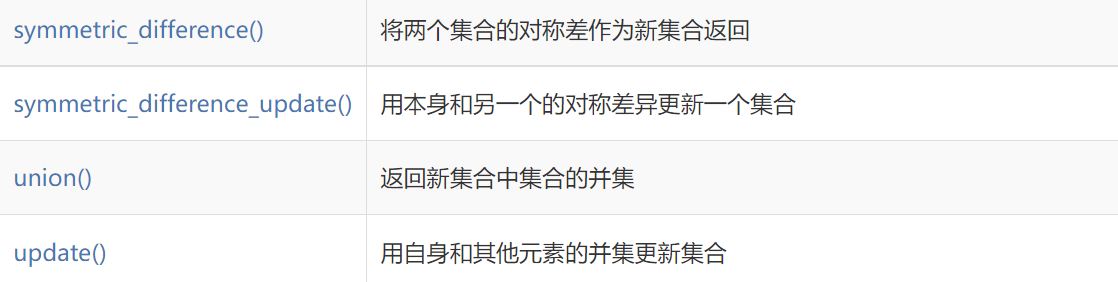 symmetric_difference() 将两个集合的对称差作为新集合返回
symmetric_difference_update() 用本身和另一个的对称差异更新一个集合
union() 返回新集合中集合的并集
update() 用自身和其他元素的并集更新集合